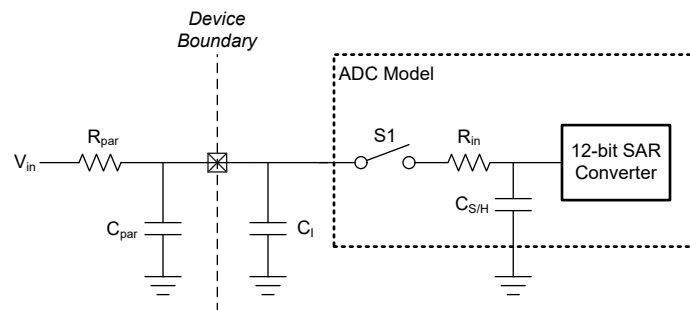 Device
Boundary
ADC Model
R_par
S1
R_in
V_in
12-bit SAR
Converter
C_par
C_I
C_S/H